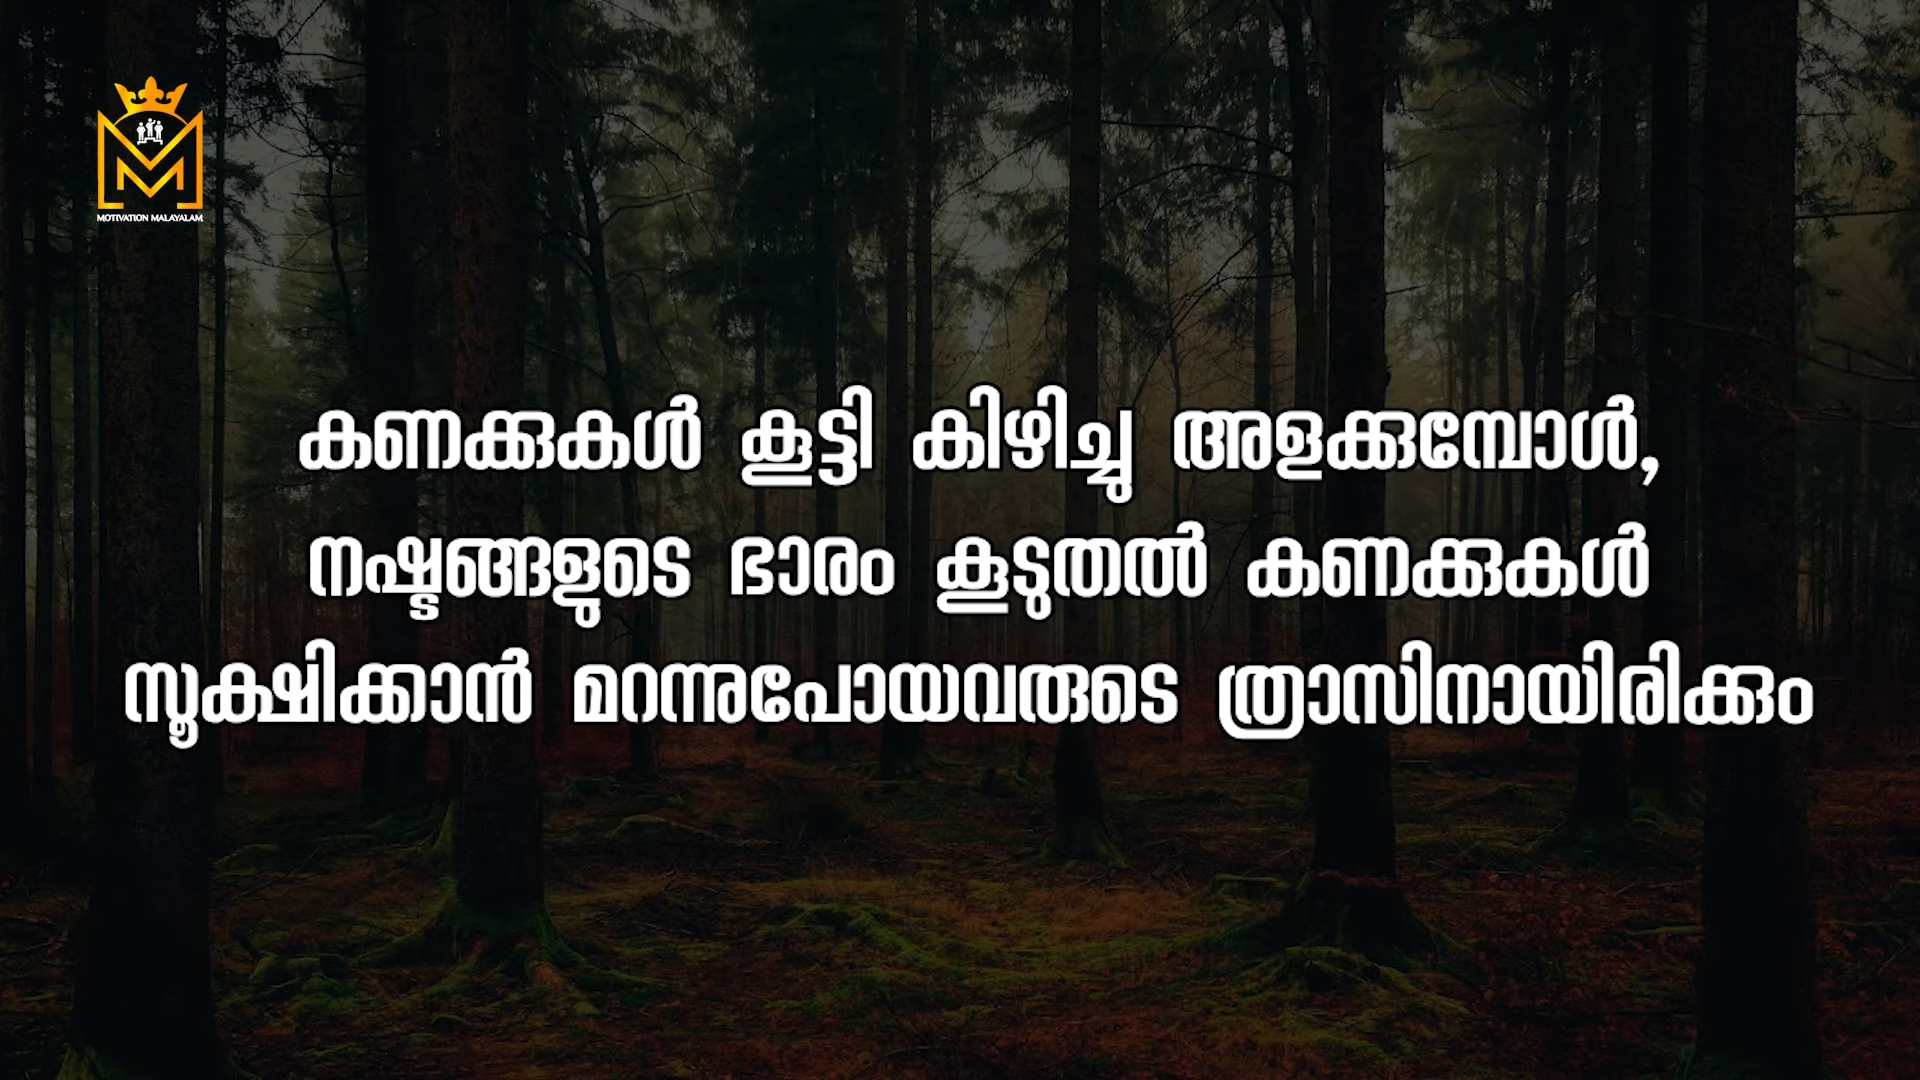 MOTIVATION MALAYALAM
കണക്കുകൾ കൂട്ടി കിഴിച്ചു അളക്കുമ്പോൾ,
നഷ്ടങ്ങളുടെ ഭാരം കൂടുതൽ കണക്കുകൾ
സൂക്ഷിക്കാൻ മറന്നുപോയവരുടെ ത്രാസിനായിരിക്കും